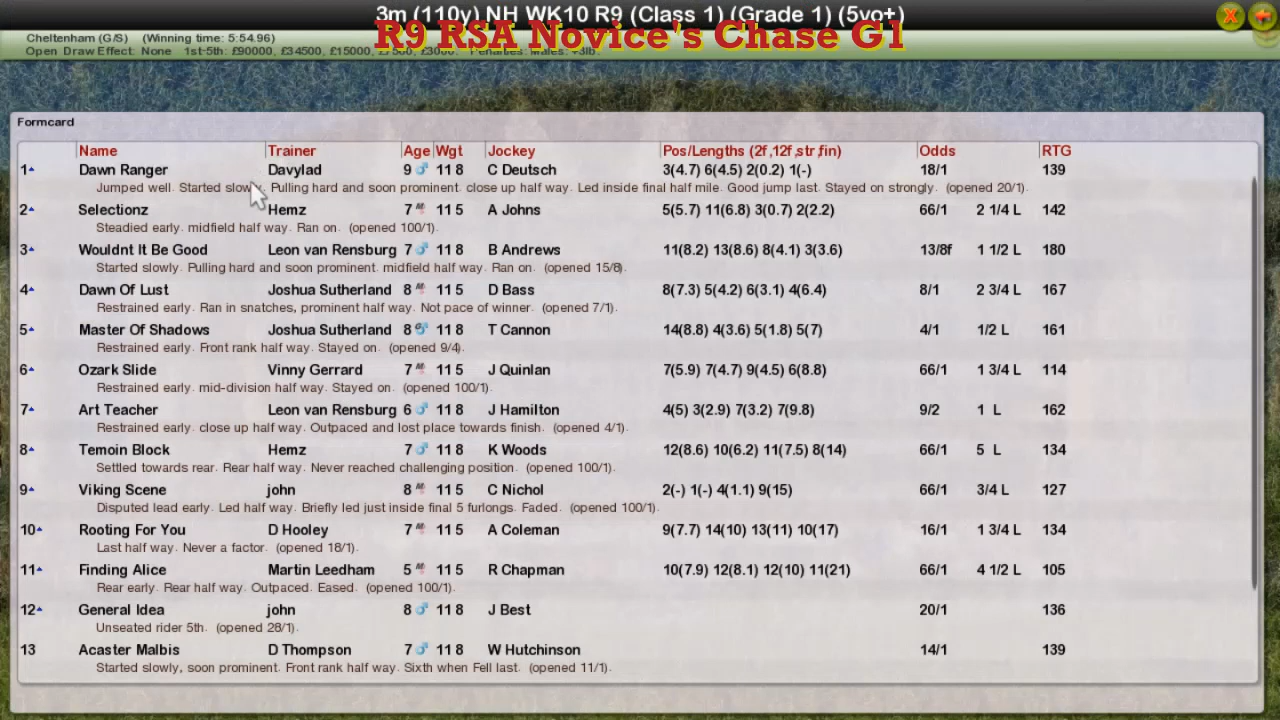 3m (110y) NH WK10 R9 (Class 1) (Grade 1) (5yo+)
R9 RSA Novice's Chase G1
Cheltenham (G/S) (Winning time: 5:54.96)
Open Draw Effect: None 1st-5th: £90000, £34500, £15000, £7500, £3000. Penalties: Males: +3lb.
Formcard
Name Trainer Age Wgt Jockey Pos/Lengths (2f,12f,str,fin) Odds RTG
1 Dawn Ranger Davylad 9 11 8 C Deutsch 3(4.7) 6(4.5) 2(0.2) 1(-) 18/1 139
Jumped well. Started slow. Pulling hard and soon prominent. close up half way. Led inside final half mile. Good jump last. Stayed on strongly. (opened 20/1).
2 Selectionz Hemz 7 11 5 A Johns 5(5.7) 11(6.8) 3(0.7) 2(2.2) 66/1 2 1/4 L 142
Steadied early. midfield half way. Ran on. (opened 100/1).
3 Wouldnt It Be Good Leon van Rensburg 7 11 8 B Andrews 11(8.2) 13(8.6) 8(4.1) 3(3.6) 13/8f 1 1/2 L 180
Started slowly. Pulling hard and soon prominent. midfield half way. Ran on. (opened 15/8).
4 Dawn Of Lust Joshua Sutherland 8 11 8 D Bass 8(7.3) 5(4.2) 6(3.1) 4(6.4) 8/1 2 3/4 L 167
Restrained early. Ran in snatches, prominent half way. Not pace of winner. (opened 7/1).
5 Master Of Shadows Joshua Sutherland 8 11 8 T Cannon 14(8.8) 4(3.6) 5(1.8) 5(7) 4/1 1/2 L 161
Restrained early. Front rank half way. Stayed on. (opened 9/4).
6 Ozark Slide Vinny Gerrard 7 11 5 J Quinlan 7(5.9) 7(4.7) 9(4.5) 6(8.8) 66/1 1 3/4 L 114
Restrained early. mid-division half way. Stayed on. (opened 100/1).
7 Art Teacher Leon van Rensburg 6 11 8 J Hamilton 4(5) 3(2.9) 7(3.2) 7(9.8) 9/2 1 L 162
Restrained early. close up half way. Outpaced and lost place towards finish. (opened 4/1).
8 Temoin Block Hemz 7 11 8 K Woods 12(8.6) 10(6.2) 11(7.5) 8(14) 66/1 5 L 134
Settled towards rear. Rear half way. Never reached challenging position. (opened 100/1).
9 Viking Scene john 8 11 5 C Nichol 2(-) 1(-) 4(1.1) 9(15) 66/1 3/4 L 127
Disputed lead early. Led half way. Briefly led just inside final 5 furlongs. Faded. (opened 100/1).
10 Rooting For You D Hooley 7 11 5 A Coleman 9(7.7) 14(10) 13(11) 10(17) 16/1 1 3/4 L 134
Last half way. Never a factor. (opened 18/1).
11 Finding Alice Martin Leedham 5 11 5 R Chapman 10(7.9) 12(8.1) 12(10) 11(21) 66/1 4 1/2 L 105
Rear early. Rear half way. Outpaced. Eased. (opened 100/1).
12 General Idea john 8 11 8 J Best 20/1 136
Unseated rider 5th. (opened 28/1).
13 Acaster Malbis D Thompson 7 11 8 W Hutchinson 14/1 139
Started slowly, soon prominent. Front rank half way. Sixth when Fell last. (opened 11/1).